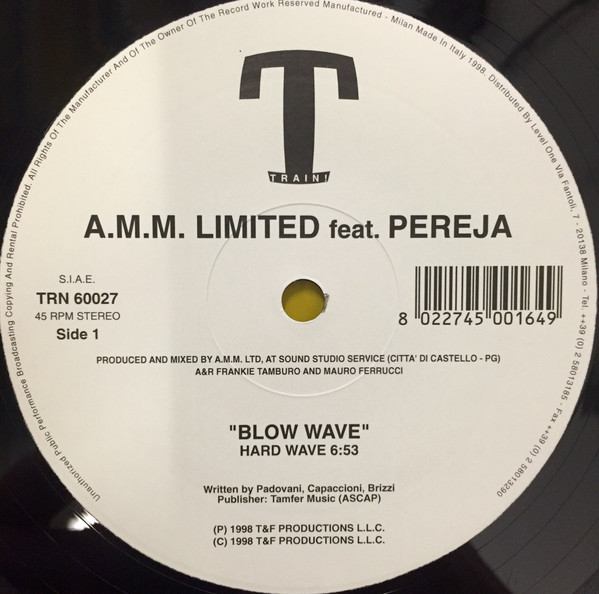 Unauthorized Public Performance Broadcasting Copying And Rental Prohibited. All Rights Of The Manufacturer And Of The Owner Of The Record Work Reserved Manufactured - Milan Made In Italy 1998. Distributed By Level One Via Fantoli, 7 - 20138 Milano - Tel. ++39 (0) 2 58013185 - Fax ++39 (0) 2 58013290
T
TRAIN!
A.M.M. LIMITED feat. PEREJA
S.I.A.E.
TRN 60027
45 RPM STEREO
Side 1
8 022745 001649
PRODUCED AND MIXED BY A.M.M. LTD, AT SOUND STUDIO SERVICE (CITTA' DI CASTELLO - PG)
A&R FRANKIE TAMBURO AND MAURO FERRUCCI
"BLOW WAVE"
HARD WAVE 6:53
Written by Padovani, Capaccioni, Brizzi
Publisher: Tamfer Music (ASCAP)
(P) 1998 T&F PRODUCTIONS L.L.C.
(C) 1998 T&F PRODUCTIONS L.L.C.